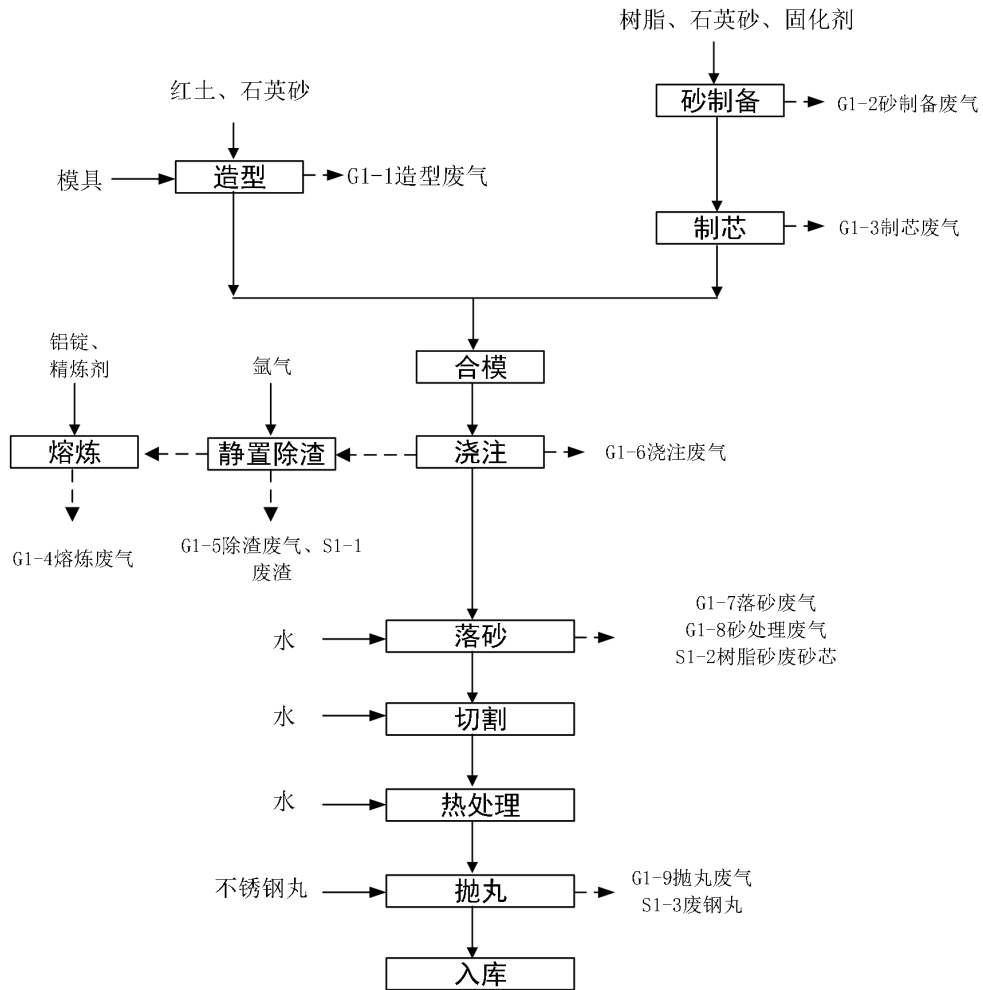 树脂、石英砂、固化剂
红土、石英砂
砂制备
G1-2砂制备废气
模具
造型
G1-1造型废气
制芯
G1-3制芯废气
铝锭、
精炼剂
氩气
合模
熔炼
静置除渣
浇注
G1-6浇注废气
G1-4熔炼废气
G1-5除渣废气、S1-1
废渣
水
落砂
G1-7落砂废气
G1-8砂处理废气
S1-2树脂砂废砂芯
水
切割
水
热处理
不锈钢丸
抛丸
G1-9抛丸废气
S1-3废钢丸
入库